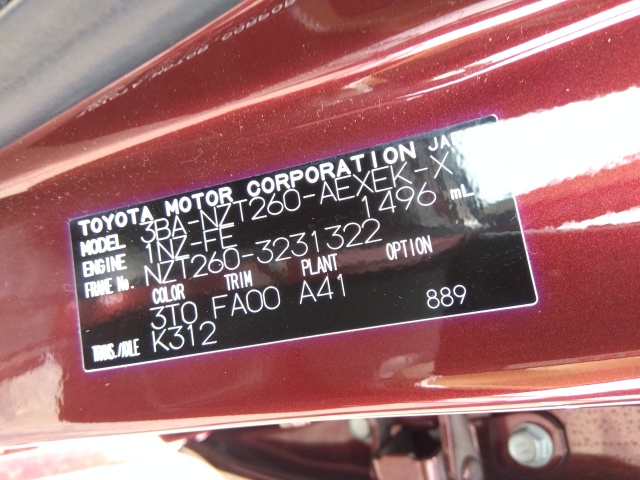 TOYOTA MOTOR CORPORATION JA
MODEL 3BA-NZT260-AEXEK-X
ENGINE 1NZ-FE 1496 mL
FRAME No. NZT260-3231322
COLOR TRIM PLANT OPTION
3T0 FA00 A41
TRANS./AXLE K312 889